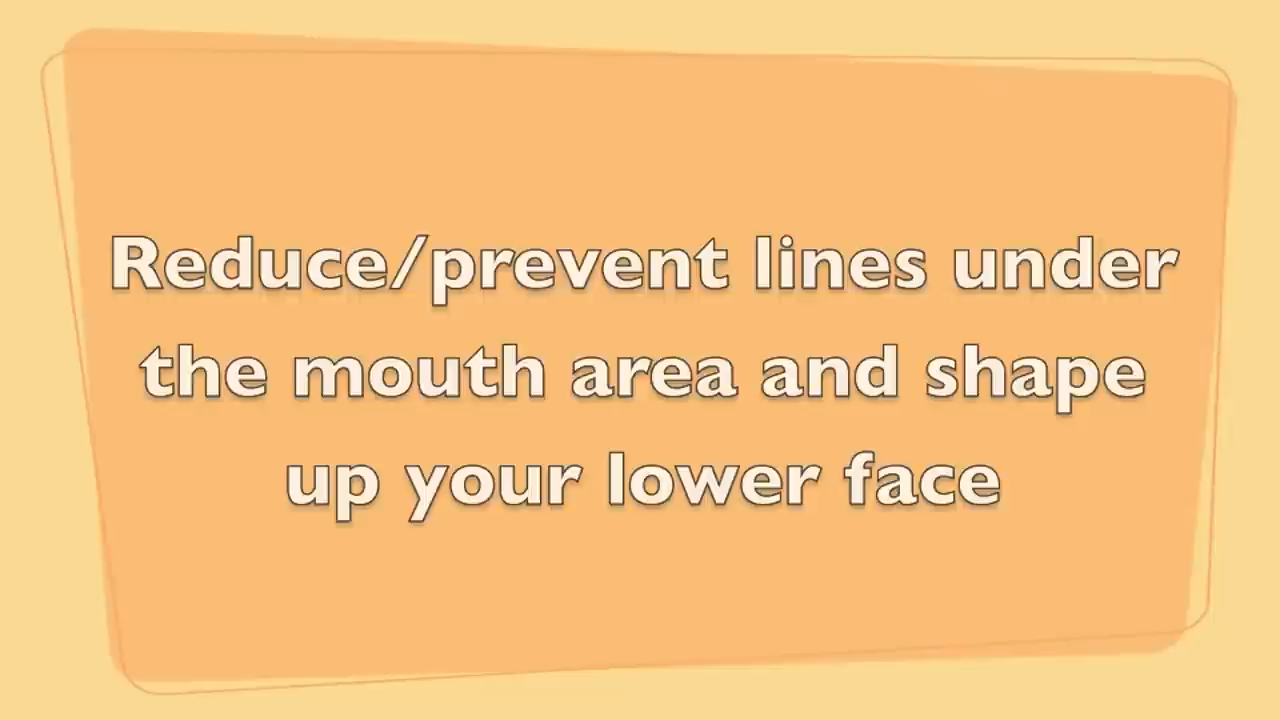 Reduce/prevent lines under
the mouth area and shape
up your lower face